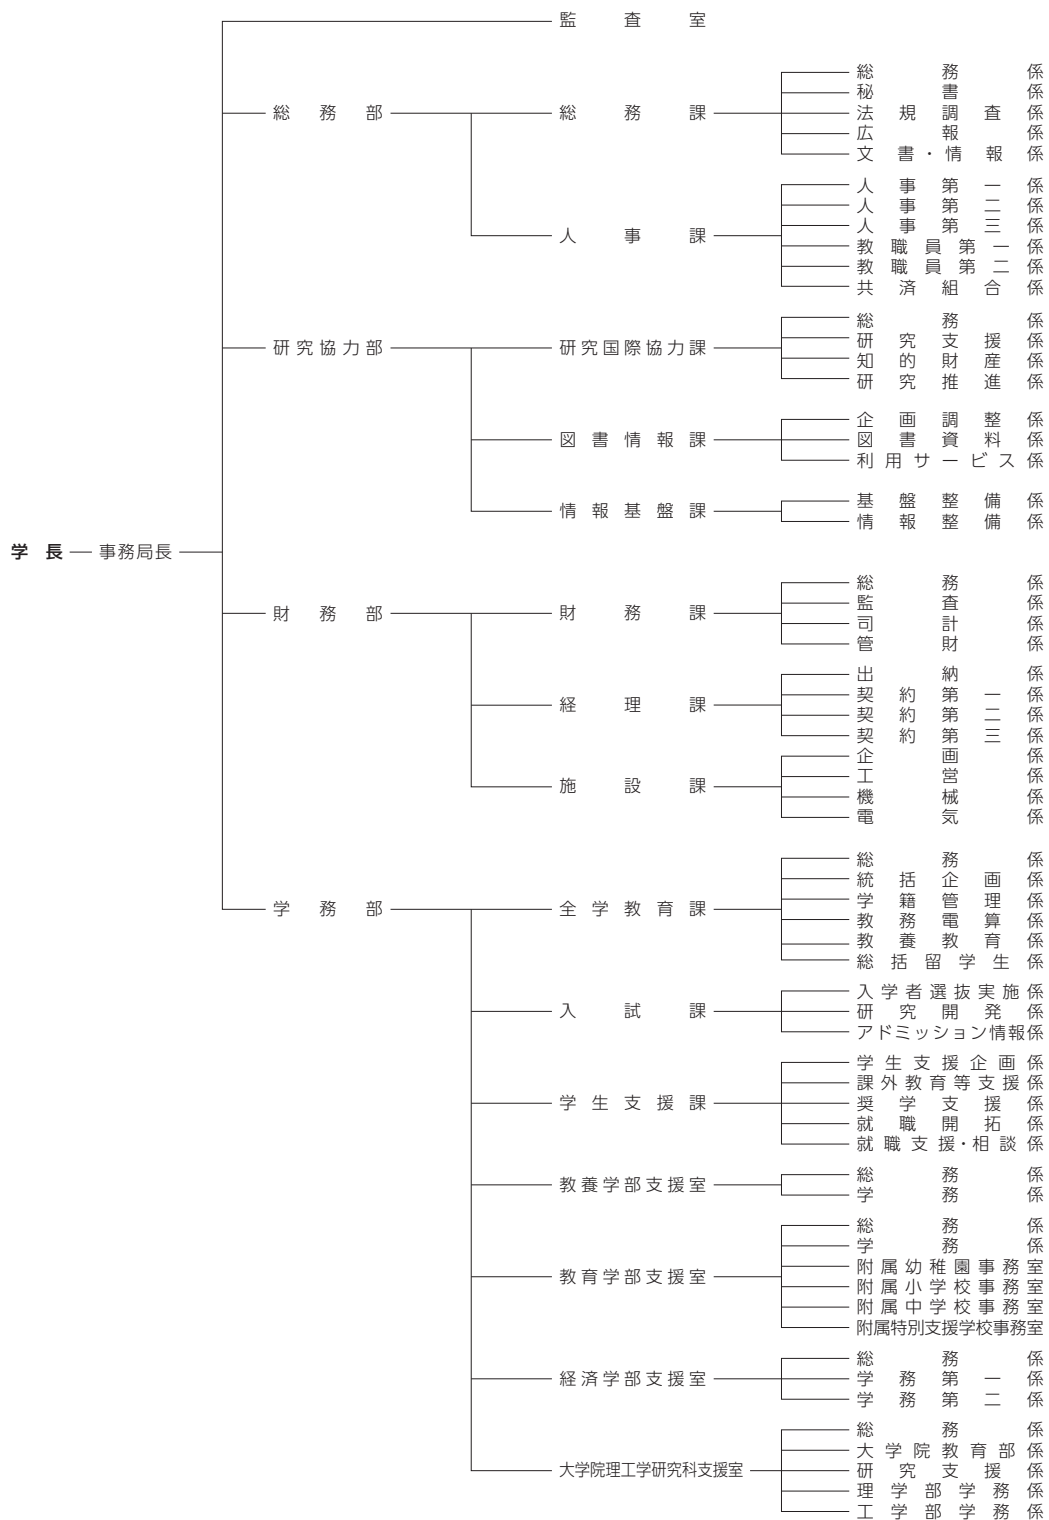 学長
事務局長
監査室
総務部
総務課
総務係
秘書係
法規調査係
広報係
文書・情報係
人事課
人事第一係
人事第二係
人事第三係
教職員第一係
教職員第二係
共済組合係
研究協力部
研究国際協力課
総務係
研究支援係
知的財産係
研究推進係
図書情報課
企画調整係
図書資料係
利用サービス係
情報基盤課
基盤整備係
情報整備係
財務部
財務課
総務係
監査係
司計係
管財係
経理課
出納係
契約第一係
契約第二係
契約第三係
施設課
企画係
工営係
機械係
電気係
学務部
全学教育課
総務係
統括企画係
学籍管理係
教務電算係
教養教育係
総括留学生係
入試課
入学者選抜実施係
研究開発係
アドミッション情報係
学生支援課
学生支援企画係
課外教育等支援係
奨学支援係
就職開拓係
就職支援・相談係
教養学部支援室
総務係
学務係
教育学部支援室
総務係
学務係
附属幼稚園事務室
附属小学校事務室
附属中学校事務室
附属特別支援学校事務室
経済学部支援室
総務係
学務第一係
学務第二係
大学院理工学研究科支援室
総務係
大学院教育部係
研究支援係
理学部学務係
工学部学務係